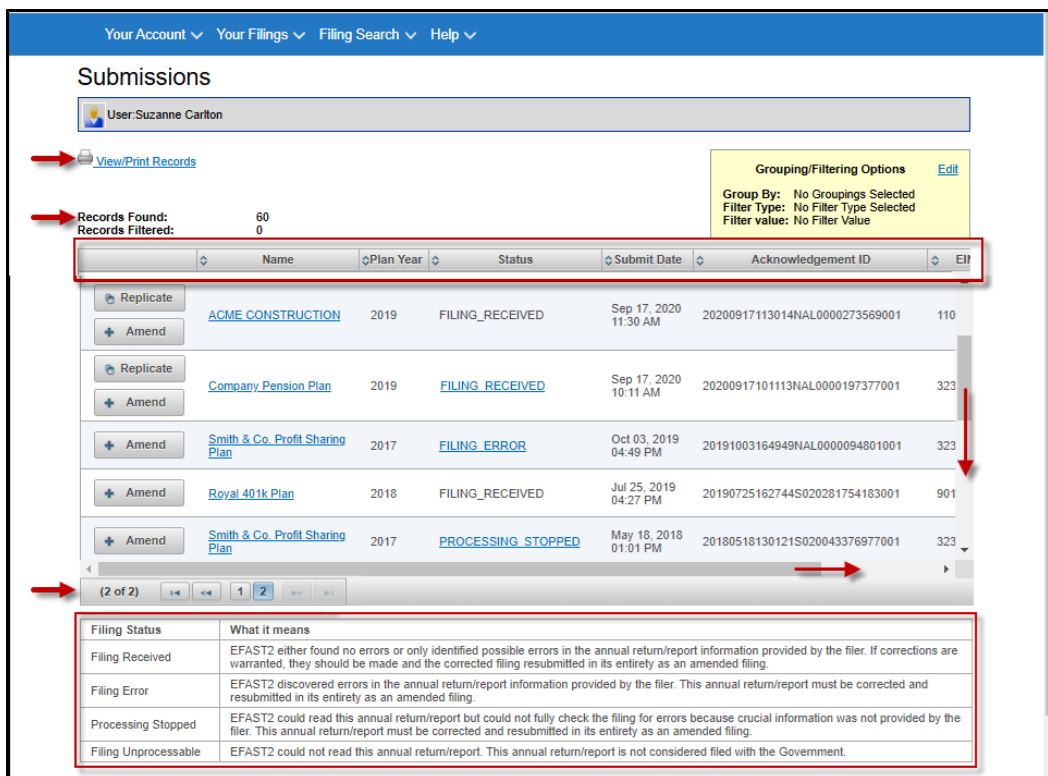 Your Account Your Filings Filing Search Help
Submissions
User:Suzanne Carlton
View/Print Records
Grouping/Filtering Options Edit
Group By: No Groupings Selected
Filter Type: No Filter Type Selected
Filter value: No Filter Value
Records Found: 60
Records Filtered: 0
Name Plan Year Status Submit Date Acknowledgement ID
Replicate
Amend
ACME CONSTRUCTION 2019 FILING_RECEIVED Sep 17, 2020
11:30 AM 20200917113014NAL0000273569001 110
Replicate
Amend
Company Pension Plan 2019 FILING_RECEIVED Sep 17, 2020
10:11 AM 20200917101113NAL0000197377001 323
Amend Smith & Co. Profit Sharing
Plan 2017 FILING_ERROR Oct 03, 2019
04:49 PM 20191003164949NAL0000094801001 323
Amend Royal 401k Plan 2018 FILING_RECEIVED Jul 25, 2019
04:27 PM 20190725162744S020281754183001 901
Amend Smith & Co. Profit Sharing
Plan 2017 PROCESSING_STOPPED May 18, 2018
01:01 PM 20180518130121S020043376977001 323
(2 of 2) 1 2
Filing Status What it means
Filing Received EFAST2 either found no errors or only identified possible errors in the annual return/report information provided by the filer. If corrections are
warranted, they should be made and the corrected filing resubmitted in its entirety as an amended filing.
Filing Error EFAST2 discovered errors in the annual return/report information provided by the filer. This annual return/report must be corrected and
resubmitted in its entirety as an amended filing.
Processing Stopped EFAST2 could read this annual return/report but could not fully check the filing for errors because crucial information was not provided by the
filer. This annual return/report must be corrected and resubmitted in its entirety as an amended filing.
Filing Unprocessable EFAST2 could not read this annual return/report. This annual return/report is not considered filed with the Government.